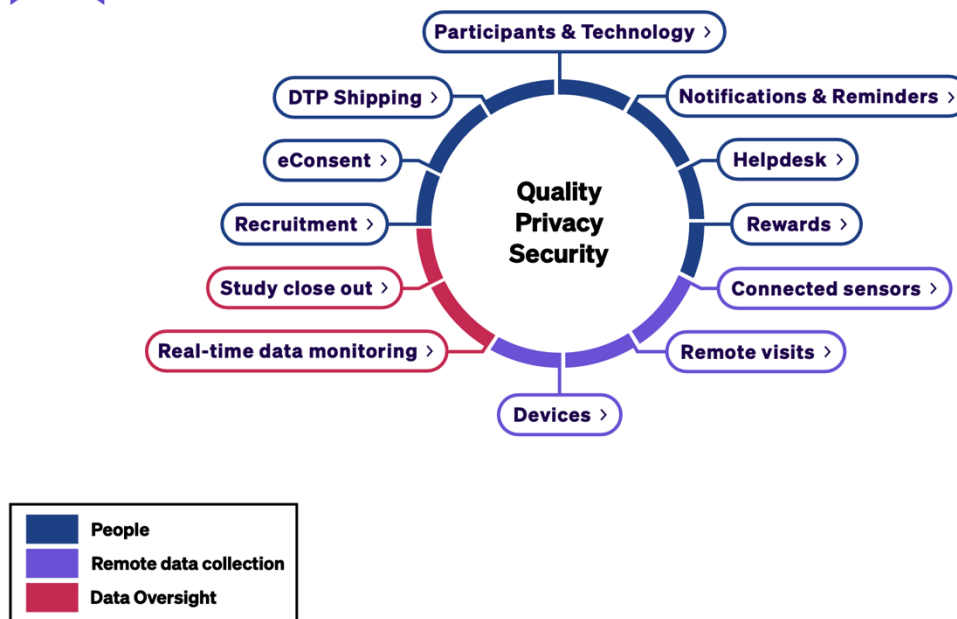 Participants & Technology >
DTP Shipping >
Notifications & Reminders >
eConsent >
Helpdesk >
Recruitment >
Rewards >
Quality
Privacy
Security
Study close out >
Connected sensors >
Real-time data monitoring >
Remote visits >
Devices >
People
Remote data collection
Data Oversight